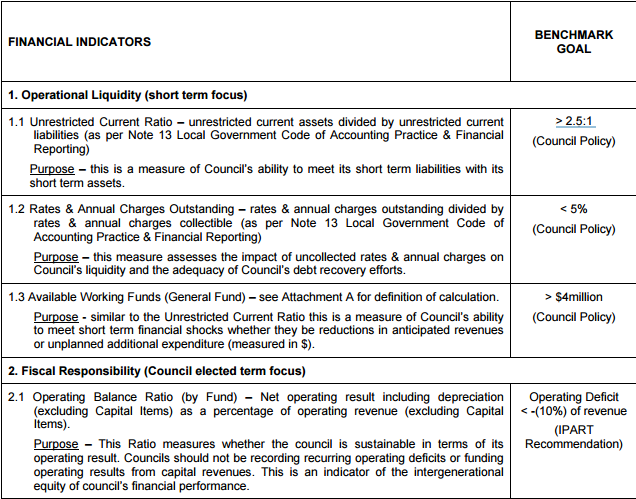 FINANCIAL INDICATORS
BENCHMARK
GOAL
1. Operational Liquidity (short term focus)
1.1 Unrestricted Current Ratio – unrestricted current assets divided by unrestricted current
liabilities (as per Note 13 Local Government Code of Accounting Practice & Financial
Reporting)
Purpose – this is a measure of Council's ability to meet its short term liabilities with its
short term assets.
> 2.5:1
(Council Policy)
1.2 Rates & Annual Charges Outstanding – rates & annual charges outstanding divided by
rates & annual charges collectible (as per Note 13 Local Government Code of
Accounting Practice & Financial Reporting)
Purpose – this measure assesses the impact of uncollected rates & annual charges on
Council's liquidity and the adequacy of Council's debt recovery efforts.
< 5%
(Council Policy)
1.3 Available Working Funds (General Fund) – see Attachment A for definition of calculation.
Purpose - similar to the Unrestricted Current Ratio this is a measure of Council's ability
to meet short term financial shocks whether they be reductions in anticipated revenues
or unplanned additional expenditure (measured in $).
> $4million
(Council Policy)
2. Fiscal Responsibility (Council elected term focus)
2.1 Operating Balance Ratio (by Fund) – Net operating result including depreciation
(excluding Capital Items) as a percentage of operating revenue (excluding Capital
Items).
Purpose – This Ratio measures whether the council is sustainable in terms of its
operating result. Councils should not be recording recurring operating deficits or funding
operating results from capital revenues. This is an indicator of the intergenerational
equity of council's financial performance.
Operating Deficit
< -(10%) of revenue
(IPART
Recommendation)